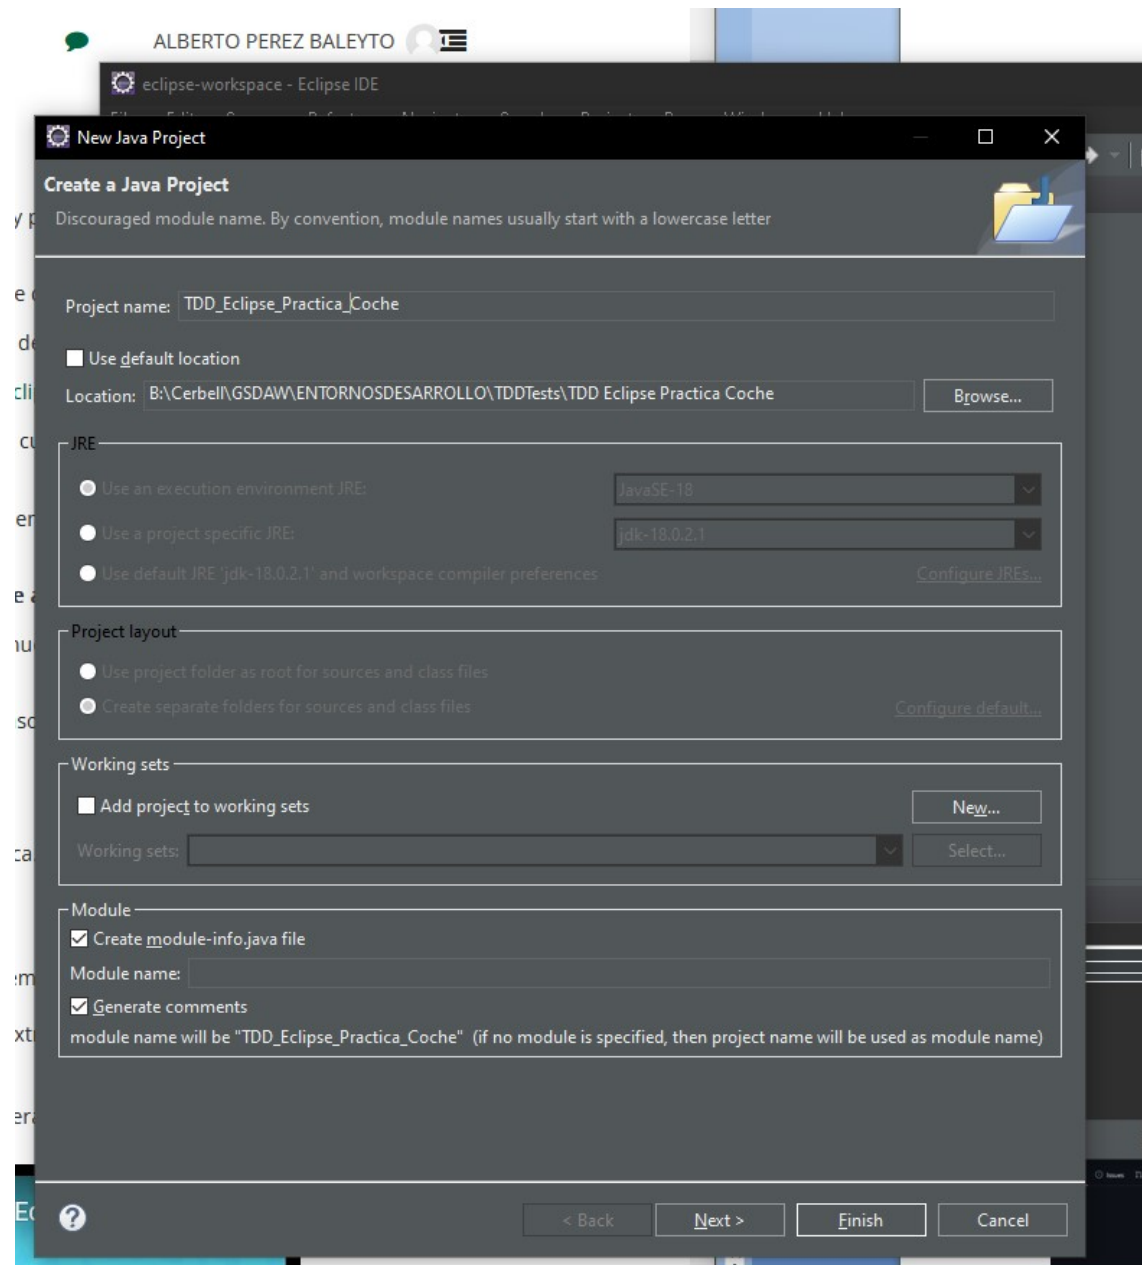 ALBERTO PEREZ BALEYTO
eclipse-workspace - Eclipse IDE
New Java Project
Create a Java Project
Discouraged module name. By convention, module names usually start with a lowercase letter
Project name: TDD_Eclipse_Practica_Coche
Use default location
Location: B:\Cerbell\GSDAW\ENTORNOSDESARROLLO\TDDTests\TDD Eclipse Practica Coche Browse...
JRE
Use an execution environment JRE: JavaSE-18
Use a project specific JRE: jdk-18.0.2.1
Use default JRE 'jdk-18.0.2.1' and workspace compiler preferences Configure JREs...
Project layout
Use project folder as root for sources and class files
Create separate folders for sources and class files Configure default...
Working sets
Add project to working sets New...
Working sets: Select...
Module
Create module-info.java file
Module name:
Generate comments
module name will be "TDD_Eclipse_Practica_Coche" (if no module is specified, then project name will be used as module name)
? < Back Next > Finish Cancel